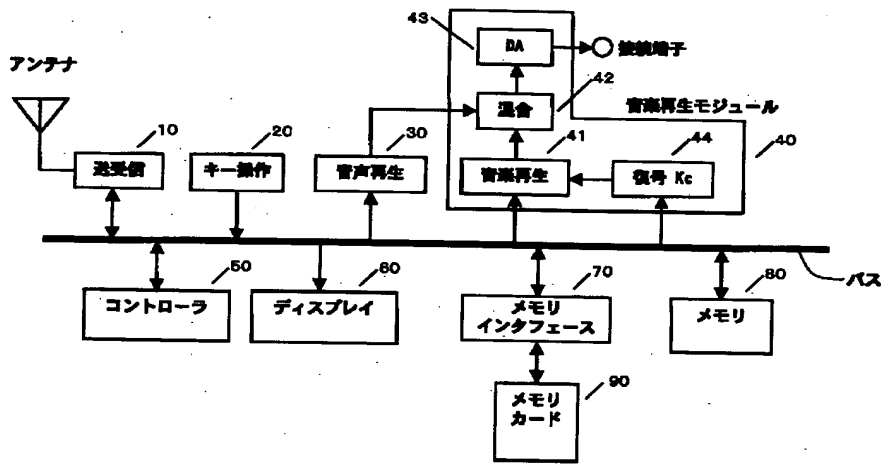 43
DA
接続端子
42
アンテナ
混合
音楽再生モジュール
10
20
30
41
44
40
送受信
キー操作
音声再生
音楽再生
復号 Kc
バス
50
60
70
80
コントローラ
ディスプレイ
メモリ
インタフェース
メモリ
90
メモリ
カード